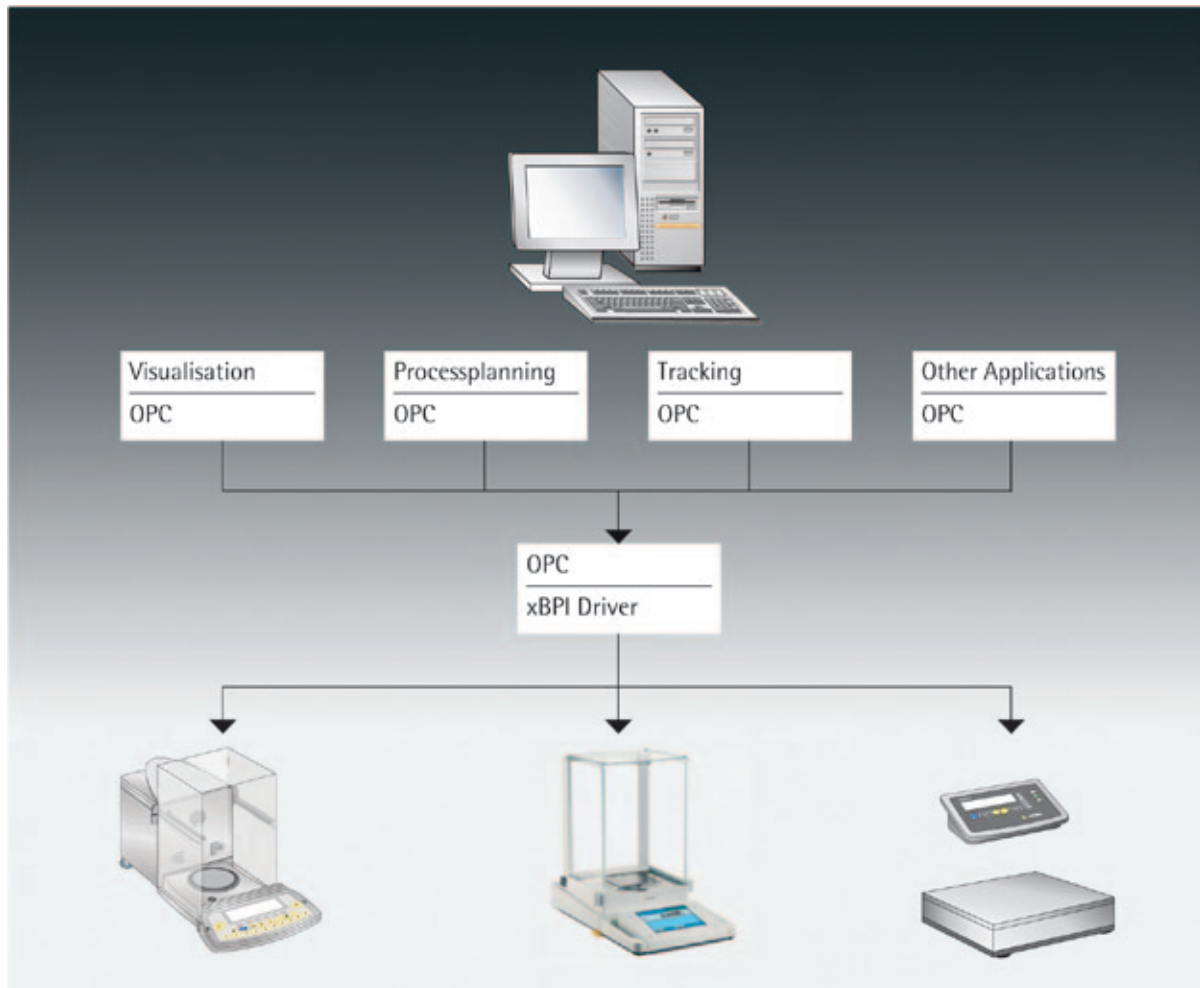 Visualisation
OPC
Processplanning
OPC
Tracking
OPC
Other Applications
OPC
OPC
xBPI Driver